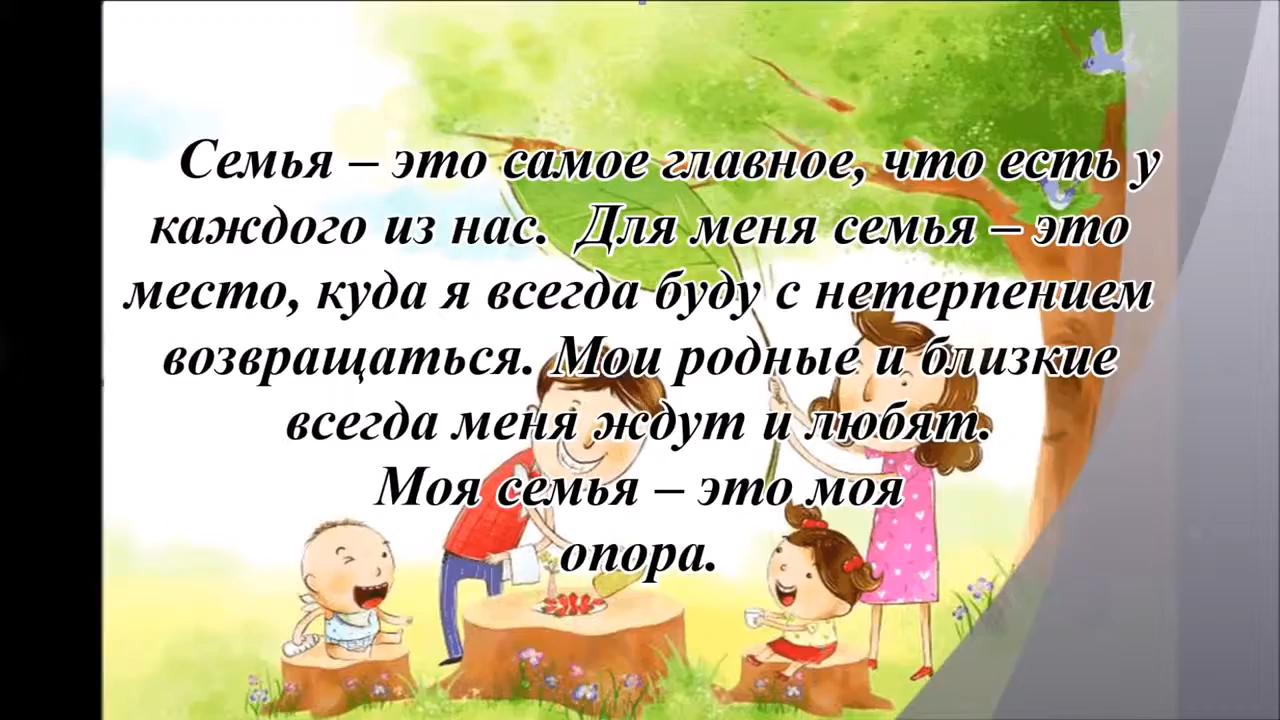 Семья – это самое главное, что есть у
каждого из нас. Для меня семья – это
место, куда я всегда буду с нетерпением
возвращаться. Мои родные и близкие
всегда меня ждут и любят.
Моя семья – это моя
опора.